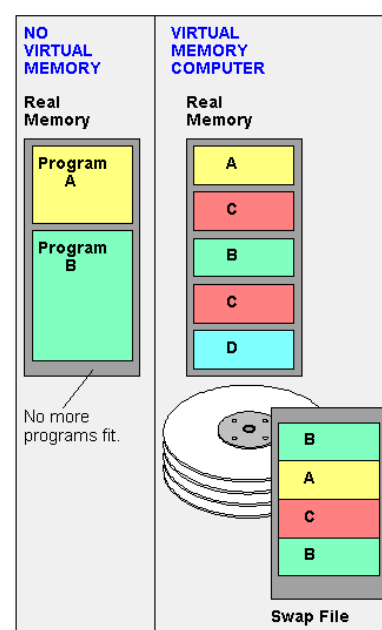 NO
VIRTUAL
MEMORY
Real
Memory
Program
A
Program
B
No more
programs fit.
VIRTUAL
MEMORY
COMPUTER
Real
Memory
A
C
B
C
D
B
A
C
B
Swap File